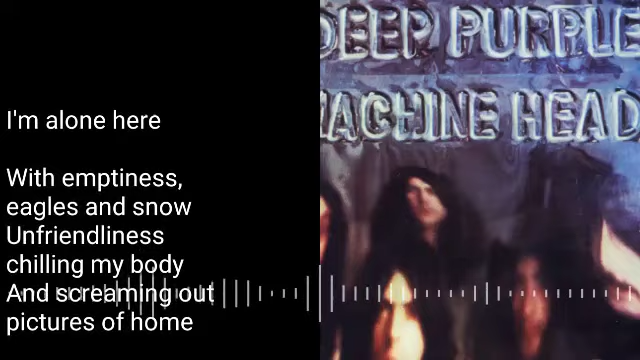 I'm alone here
With emptiness,
eagles and snow
Unfriendliness
chilling my body
And screaming out
pictures of home
DEEP PURPLE
MACHINE HEAD